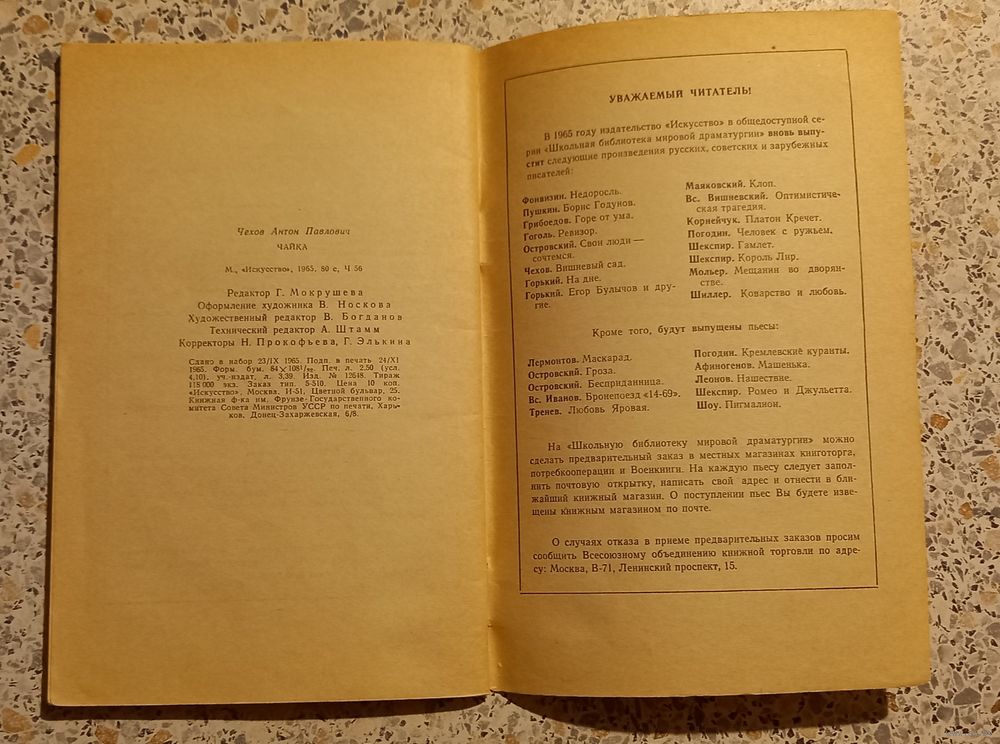 Чехов Антон Павлович
ЧАЙКА
М., «Искусство», 1965. 80 с, Ч 56
Редактор Г. Мокрушева
Оформление художника В. Носкова
Художественный редактор В. Богданов
Технический редактор А. Штамм
Корректоры Н. Прокофьева, Г. Элькина
Сдано в набор 23/IX 1965. Подп. в печать 24/XI
1965. Форм. бум. 84×108¹/₃₂. Печ. л. 2,50 (усл.
4,10). уч.-издат. л. 3,39. Изд. № 12648. Тираж
115 000 экз. Заказ тип. 5-510. Цена 10 коп.
«Искусство», Москва, И-51, Цветной бульвар, 25.
Книжная ф-ка им. Фрунзе Государственного ко-
митета Совета Министров УССР по печати, Харь-
ков, Донец-Захаржевская, 6/8.
УВАЖАЕМЫЙ ЧИТАТЕЛЬ!
В 1965 году издательство «Искусство» в общедоступной се-
рии «Школьная библиотека мировой драматургии» вновь выпу-
стит следующие произведения русских, советских и зарубежных
писателей:
Фонвизин. Недоросль.
Пушкин. Борис Годунов.
Грибоедов. Горе от ума.
Гоголь. Ревизор.
Островский. Свои люди —
сочтемся.
Чехов. Вишневый сад.
Горький. На дне.
Горький. Егор Булычов и дру-
гие.
Маяковский. Клоп.
Вс. Вишневский. Оптимистиче-
ская трагедия.
Корнейчук. Платон Кречет.
Погодин. Человек с ружьем.
Шекспир. Гамлет.
Шекспир. Король Лир.
Мольер. Мещанин во дворян-
стве.
Шиллер. Коварство и любовь.
Кроме того, будут выпущены пьесы:
Лермонтов. Маскарад.
Островский. Гроза.
Островский. Бесприданница.
Вс. Иванов. Бронепоезд «14-69».
Тренев. Любовь Яровая.
Погодин. Кремлевские куранты.
Афиногенов. Машенька.
Леонов. Нашествие.
Шекспир. Ромео и Джульетта.
Шоу. Пигмалион.
На «Школьную библиотеку мировой драматургии» можно
сделать предварительный заказ в местных магазинах книготорга,
потребкооперации и Военкниги. На каждую пьесу следует запол-
нить почтовую открытку, написать свой адрес и отнести в бли-
жайший книжный магазин. О поступлении пьес Вы будете изве-
щены книжным магазином по почте.
О случаях отказа в приеме предварительных заказов просим
сообщить Всесоюзному объединению книжной торговли по адре-
су: Москва, В-71, Ленинский проспект, 15.